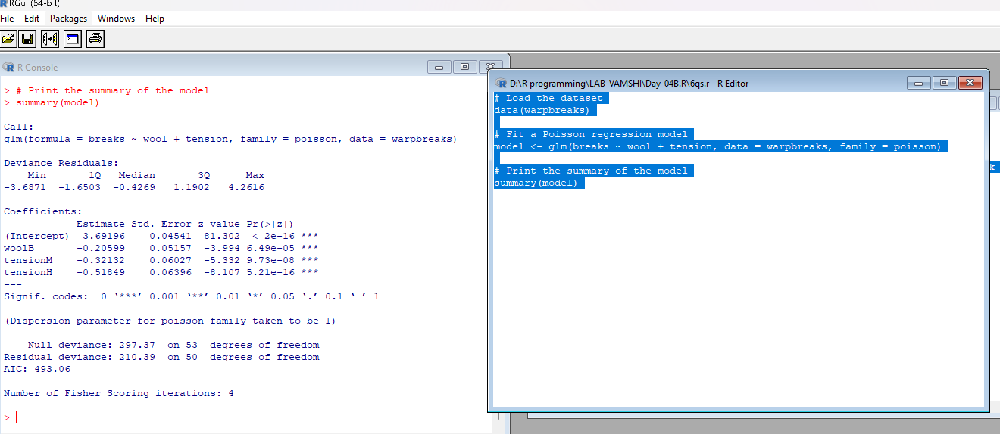 RGui (64-bit)
File Edit Packages Windows Help
R Console
> # Print the summary of the model
> summary(model)
Call:
glm(formula = breaks ~ wool + tension, family = poisson, data = warpbreaks)
Deviance Residuals:
    Min       1Q   Median       3Q      Max
-3.6871  -1.6503  -0.4269   1.1902   4.2616
Coefficients:
            Estimate Std. Error z value Pr(>|z|)
(Intercept)  3.69196    0.04541  81.302  < 2e-16 ***
woolB       -0.20599    0.05157  -3.994 6.49e-05 ***
tensionM    -0.32132    0.06027  -5.332 9.73e-08 ***
tensionH    -0.51849    0.06396  -8.107 5.21e-16 ***
---
Signif. codes:  0 ‘***’ 0.001 ‘**’ 0.01 ‘*’ 0.05 ‘.’ 0.1 ‘ ’ 1
(Dispersion parameter for poisson family taken to be 1)
    Null deviance: 297.37  on 53  degrees of freedom
Residual deviance: 210.39  on 50  degrees of freedom
AIC: 493.06
Number of Fisher Scoring iterations: 4
>
D:\R programming\LAB-VAMSHI\Day-04B.R\6qs.r - R Editor
# Load the dataset
data(warpbreaks)
# Fit a Poisson regression model
model <- glm(breaks ~ wool + tension, data = warpbreaks, family = poisson)
# Print the summary of the model
summary(model)
k